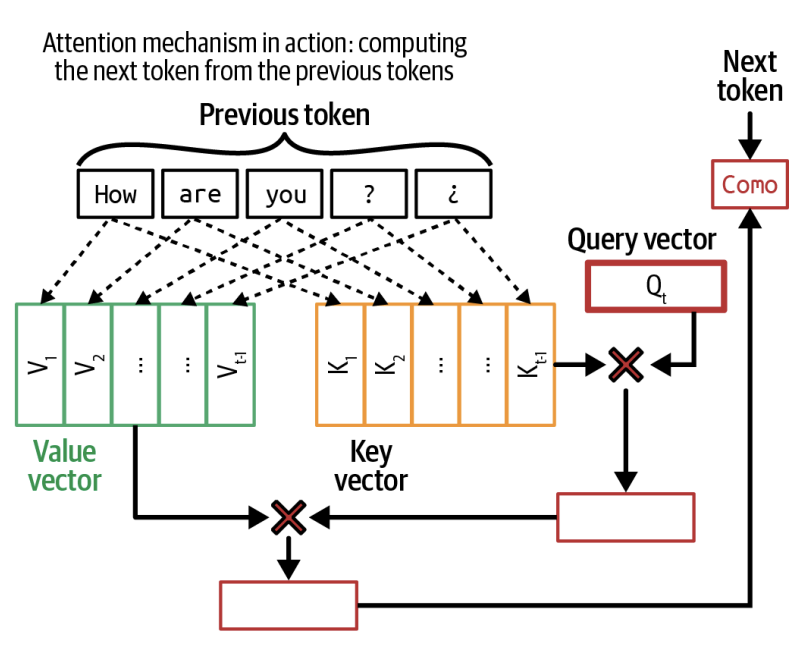 Attention mechanism in action: computing
the next token from the previous tokens
Previous token
Next
token
How are you ? ¿
Como
Query vector
Qt
V1 V2 ... ... Vt-1
K1 K2 ... ... Kt-1
Value
vector
Key
vector